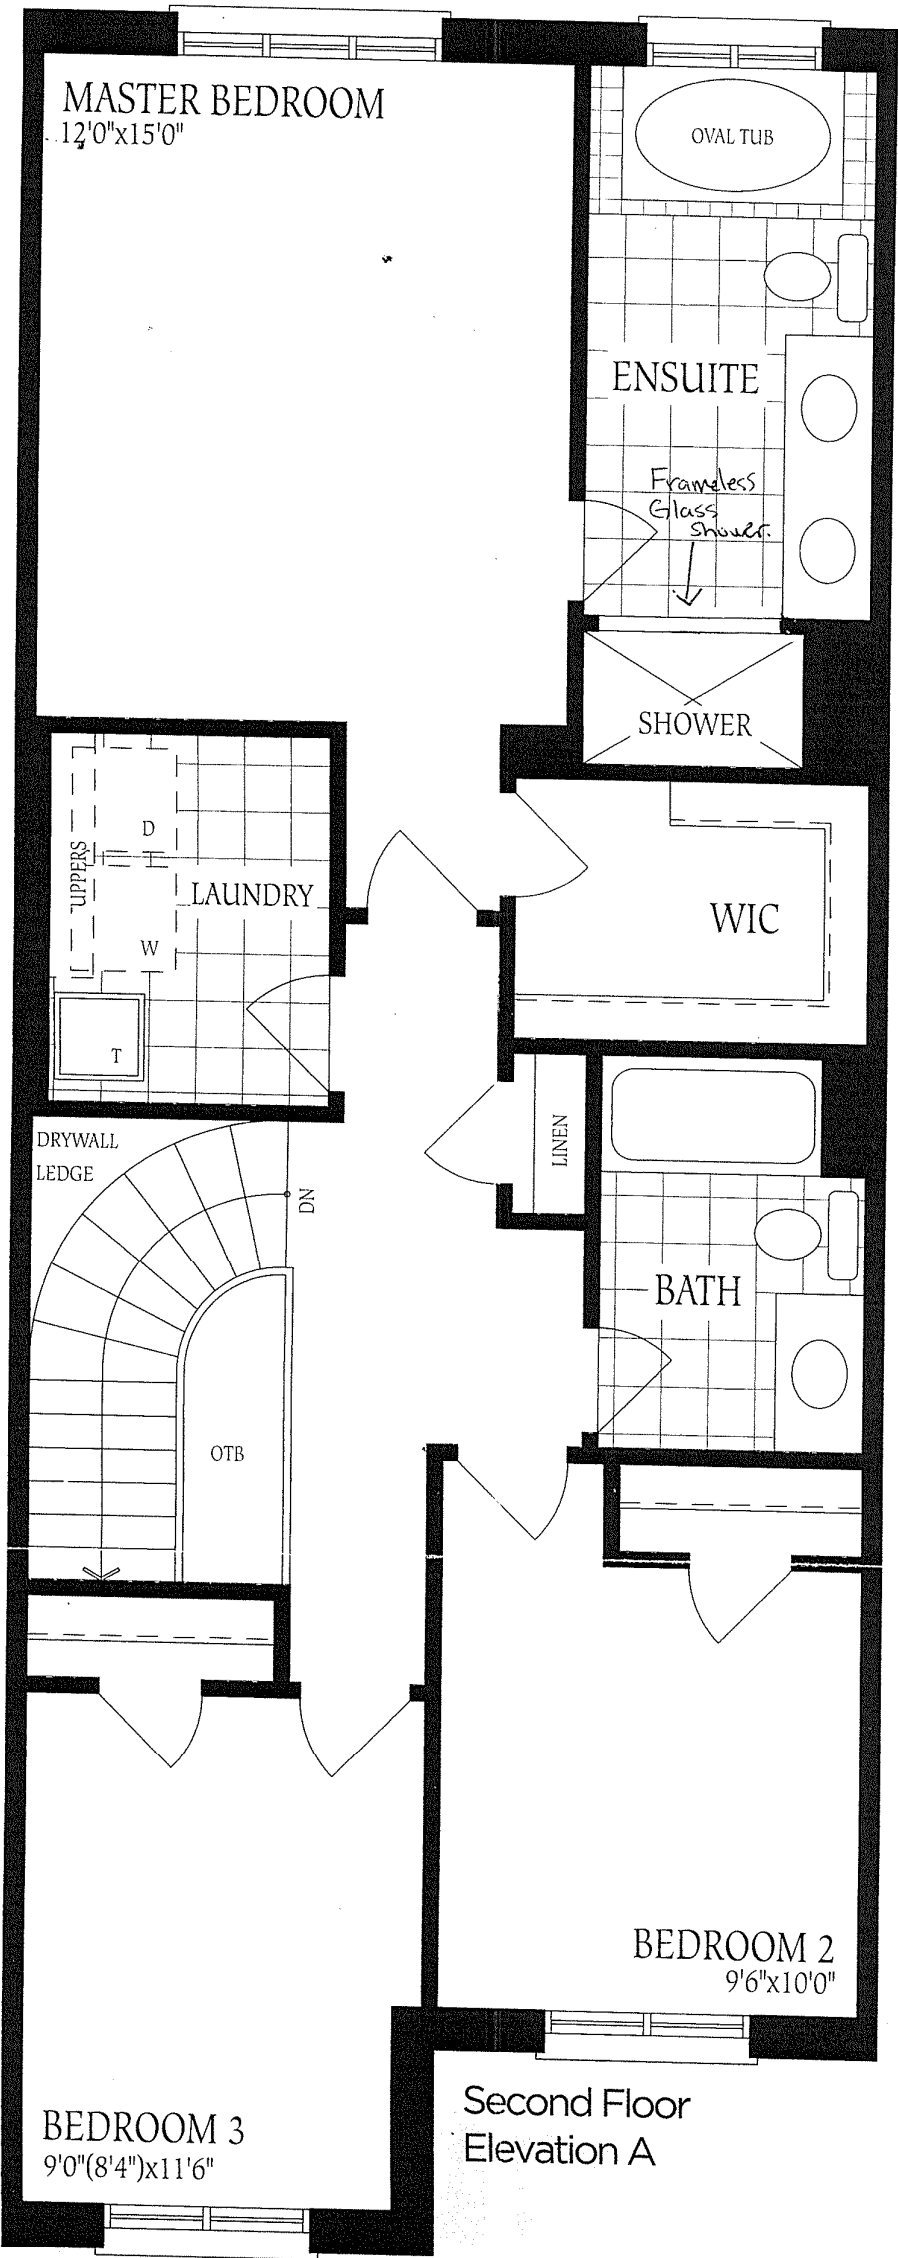 MASTER BEDROOM
12'0"x15'0"
OVAL TUB
ENSUITE
Frameless
Glass
shower.
SHOWER
UPPERS
D
LAUNDRY
W
T
WIC
DRYWALL
LEDGE
DN
LINEN
BATH
OTB
BEDROOM 2
9'6"x10'0"
BEDROOM 3
9'0"(8'4")x11'6"
Second Floor
Elevation A